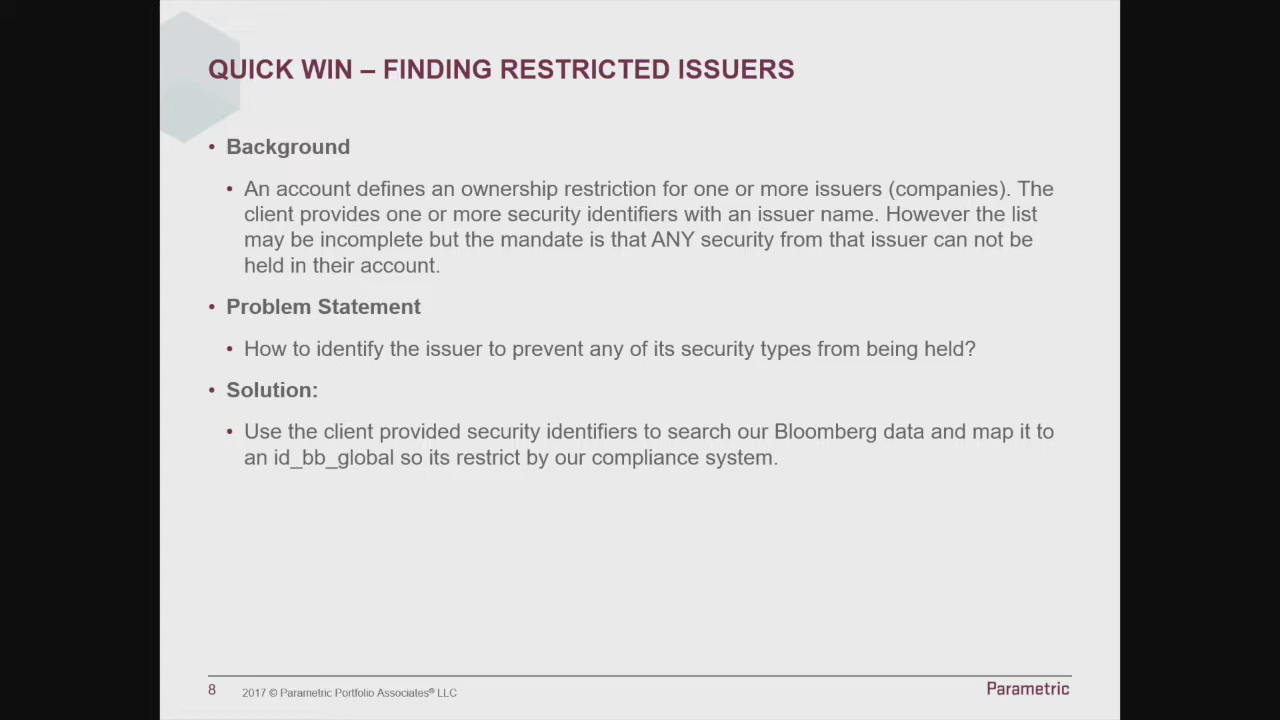 QUICK WIN – FINDING RESTRICTED ISSUERS
• Background
• An account defines an ownership restriction for one or more issuers (companies). The
client provides one or more security identifiers with an issuer name. However the list
may be incomplete but the mandate is that ANY security from that issuer can not be
held in their account.
• Problem Statement
• How to identify the issuer to prevent any of its security types from being held?
• Solution:
• Use the client provided security identifiers to search our Bloomberg data and map it to
an id_bb_global so its restrict by our compliance system.
8 2017 © Parametric Portfolio Associates® LLC Parametric